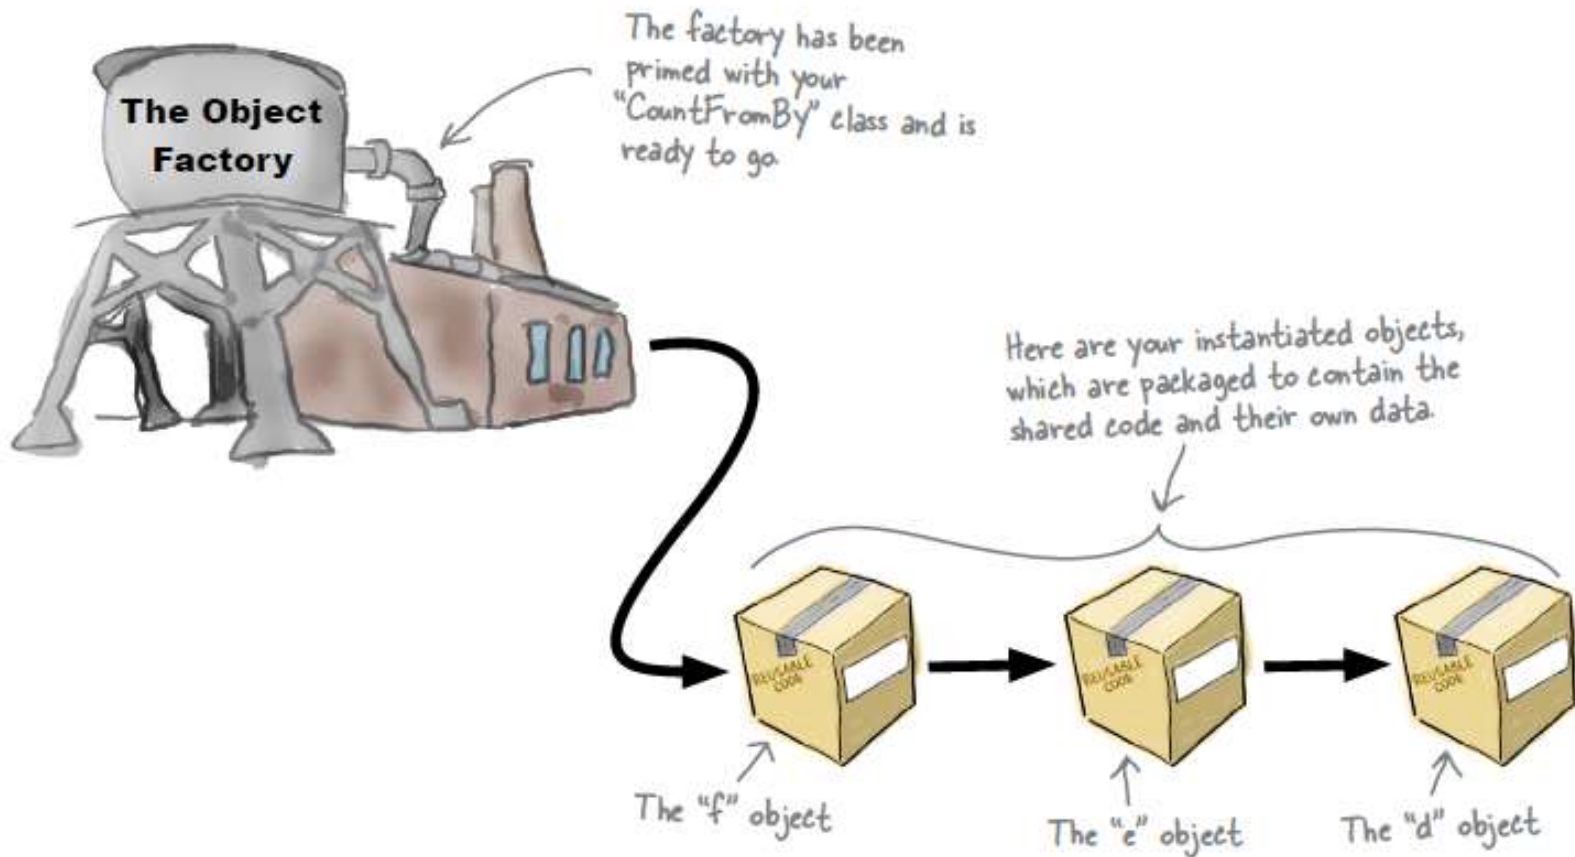 The factory has been
primed with your
"CountFromBy" class and is
ready to go.
The Object
Factory
Here are your instantiated objects,
which are packaged to contain the
shared code and their own data.
REUSABLE
CODE
REUSABLE
CODE
REUSABLE
CODE
The "f" object
The "e" object
The "d" object